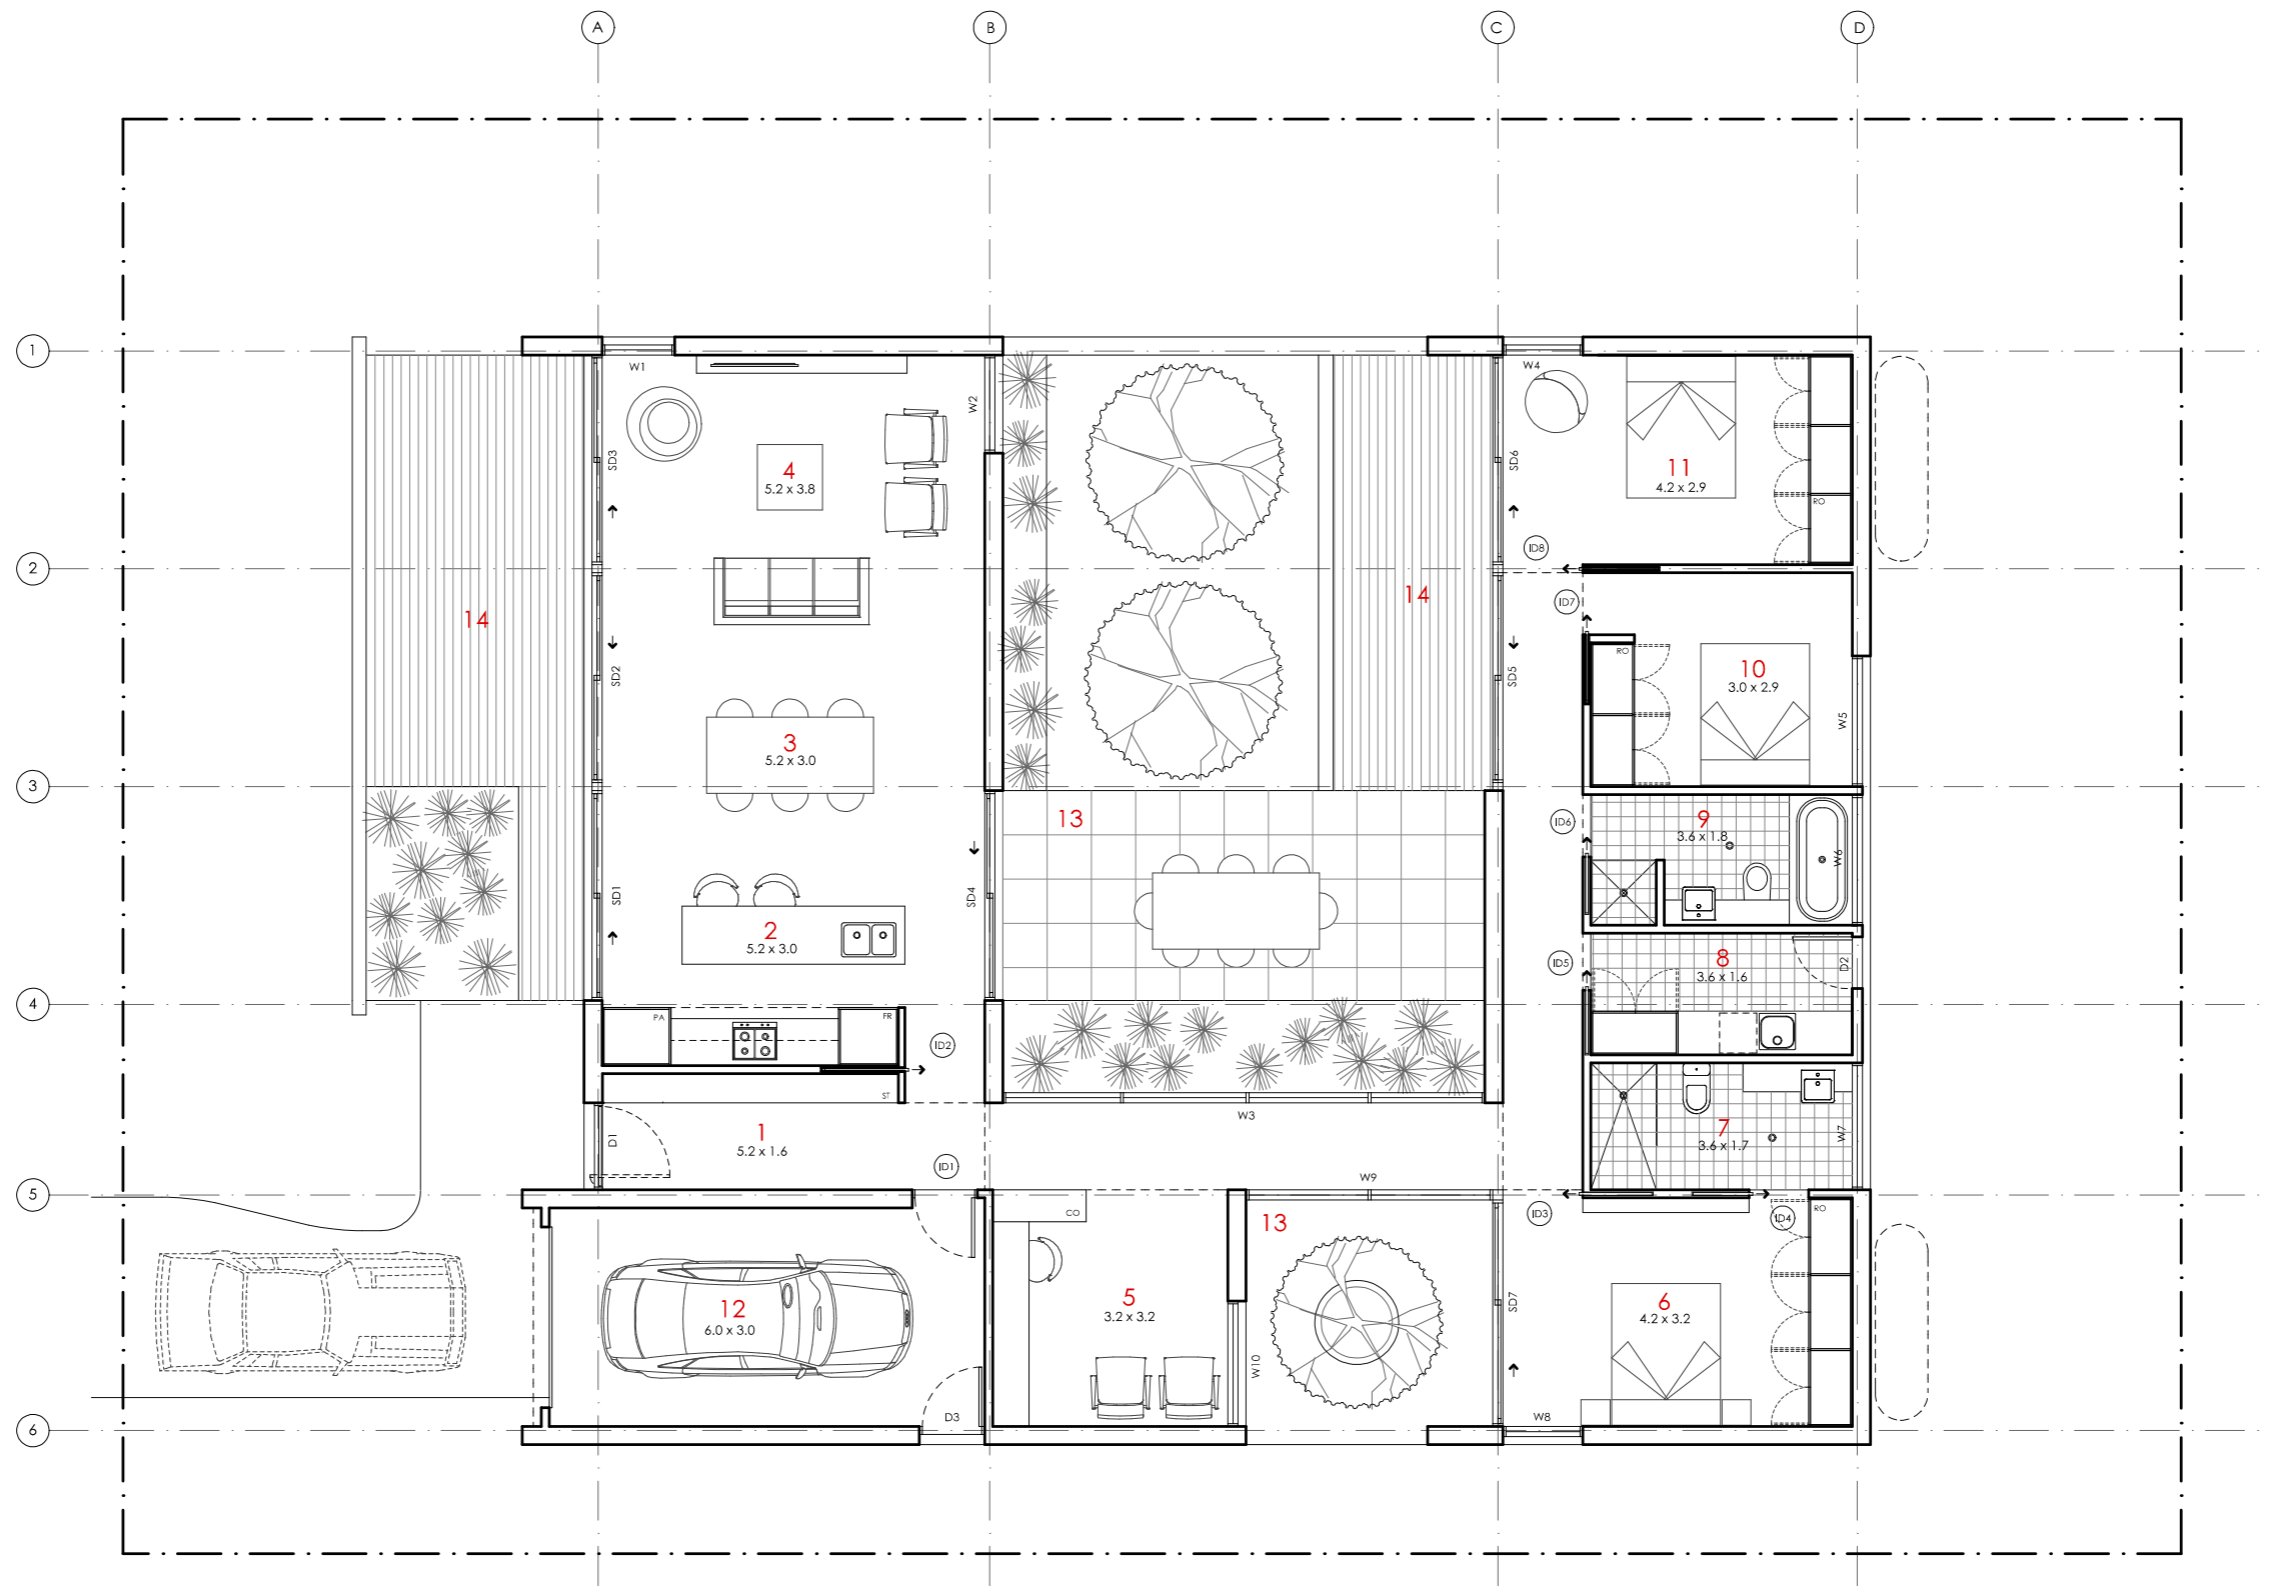 A B C D
1
W1 W4
W2
SD3 SD6
4
5.2 x 3.8
11
4.2 x 2.9
RO
ID8
2
ID7
14 14
RO
SD2 SD5
10
3.0 x 2.9
W5
3
5.2 x 3.0
3
13
ID6
9
3.6 x 1.8
W6
SD1 SD4
2
5.2 x 3.0
ID5
8
3.6 x 1.6
D2
4
PA FR
ID2
ST
W3
D1
1
5.2 x 1.6
7
3.6 x 1.7
W7
ID1
W9
5
CO
13
ID3 ID4
RO
12
6.0 x 3.0
5
3.2 x 3.2
SD7
6
4.2 x 3.2
W10
D3 W8
6